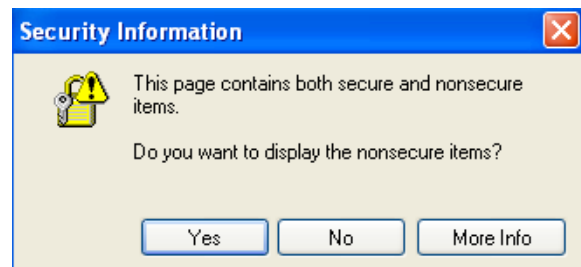 Security Information
This page contains both secure and nonsecure
items.
Do you want to display the nonsecure items?
Yes No More Info